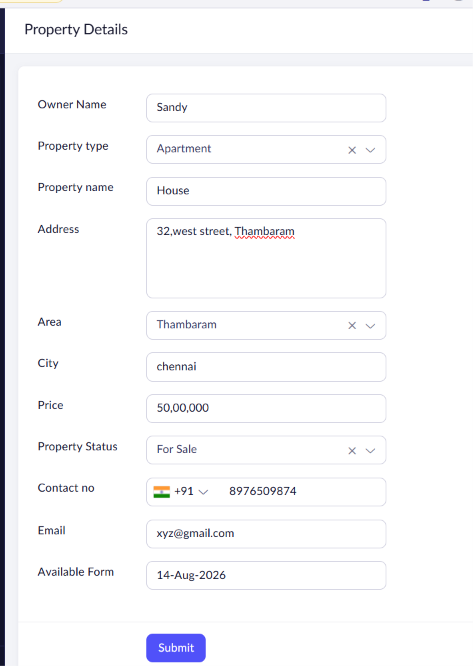 Property Details
Owner Name Sandy
Property type Apartment
Property name House
Address 32,west street, Thambaram
Area Thambaram
City chennai
Price 50,00,000
Property Status For Sale
Contact no +91 8976509874
Email xyz@gmail.com
Available Form 14-Aug-2026
Submit